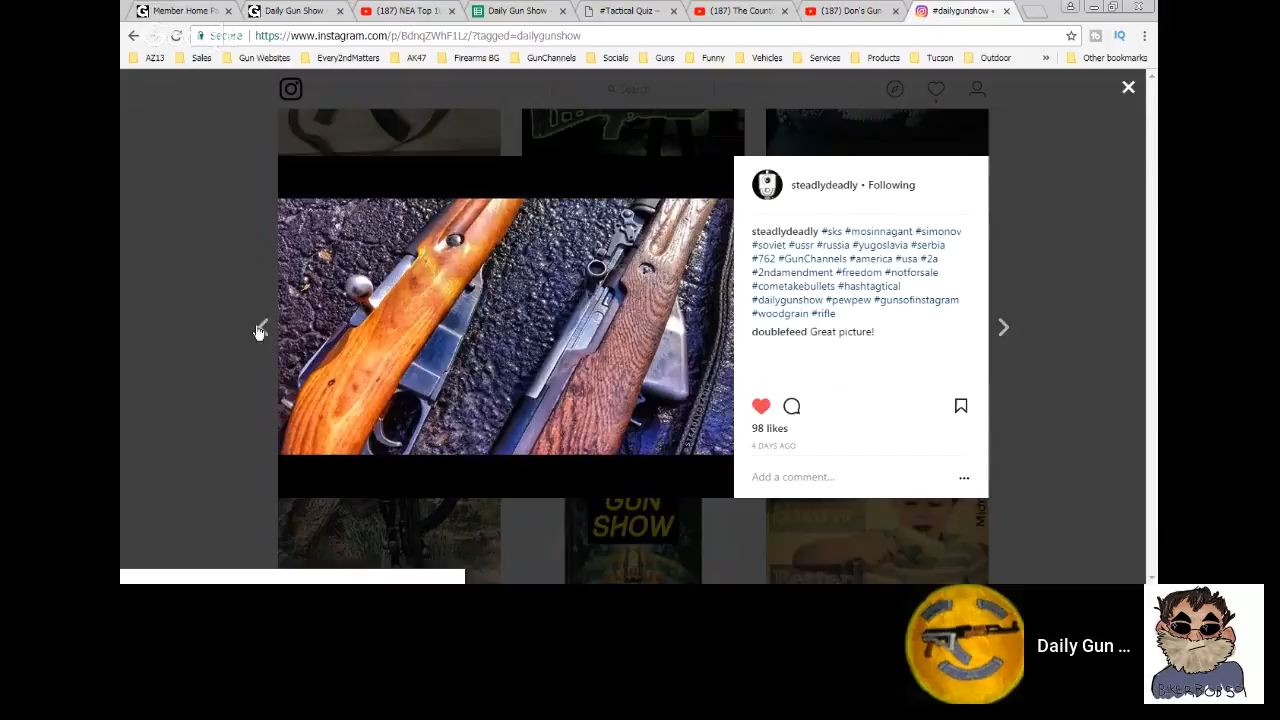 Member Home Pa
Daily Gun Show -
(187) NEA Top 10
Daily Gun Show
#Tactical Quiz –
(187) The Counte
(187) Don's Gun
#dailygunshow •
Secure
https://www.instagram.com/p/BdnqZWhF1Lz/?tagged=dailygunshow
AZ13
Sales
Gun Websites
Every2ndMatters
AK47
Firearms BG
GunChannels
Socials
Guns
Funny
Vehicles
Services
Products
Tucson
Outdoor
»
Other bookmarks
Search
steadlydeadly • Following
steadlydeadly #sks #mosinnagant #simonov
#soviet #ussr #russia #yugoslavia #serbia
#762 #GunChannels #america #usa #2a
#2ndamendment #freedom #notforsale
#cometakebullets #hashtagtical
#dailygunshow #pewpew #gunsofinstagram
#woodgrain #rifle
doublefeed Great picture!
98 likes
4 DAYS AGO
Add a comment...
GUN
SHOW
Daily Gun ...